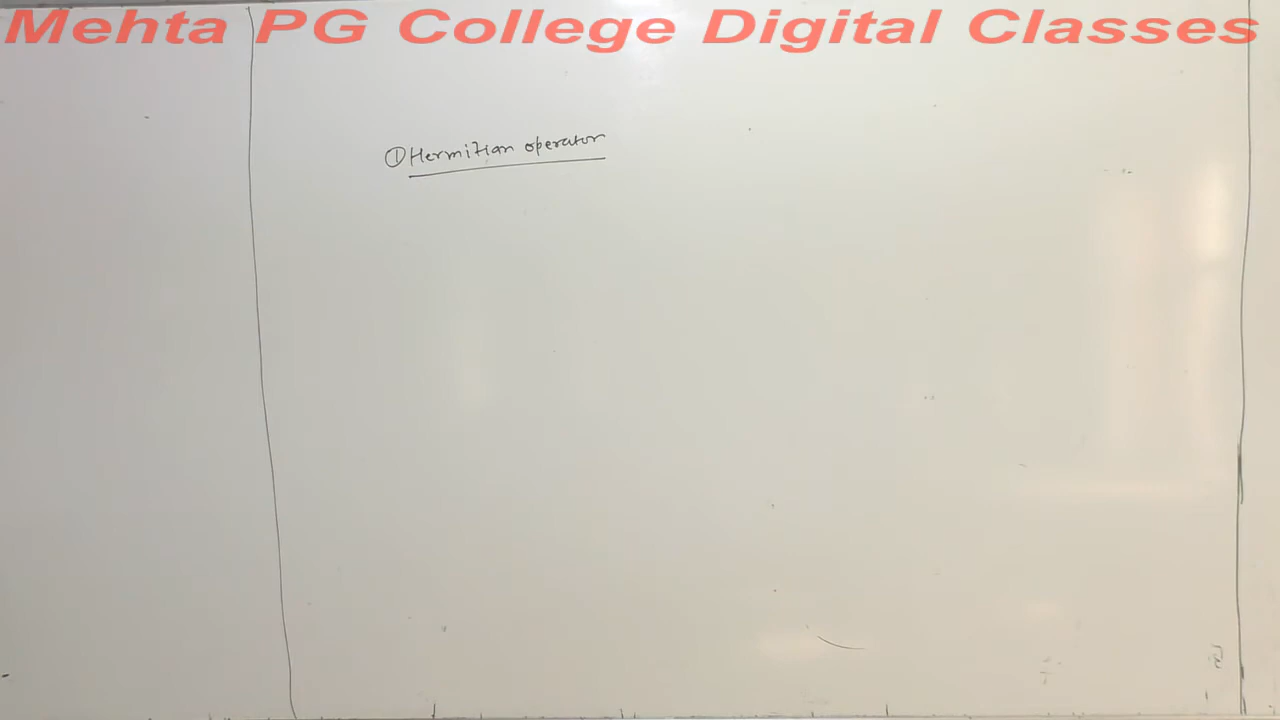 Mehta PG College Digital Classes
① Hermitian operator